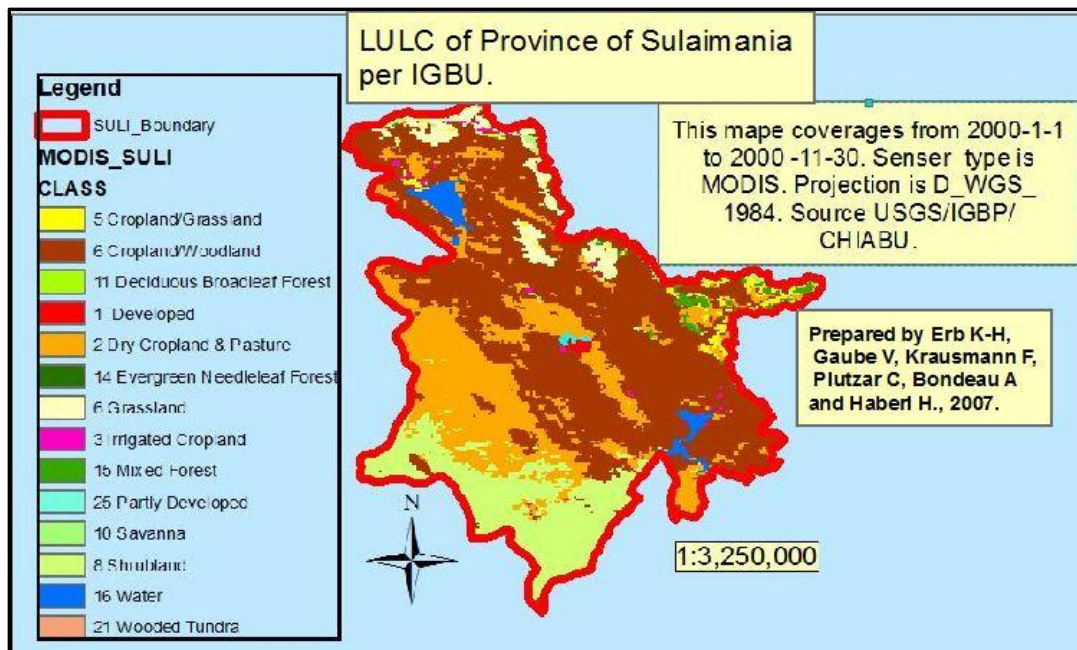 LULC of Province of Sulaimania
per IGBU.
This mape coverages from 2000-1-1
to 2000 -11-30. Senser type is
MODIS. Projection is D_WGS_
1984. Source USGS/IGBP/
CHIABU.
Legend
SULI_Boundary
MODIS_SULI
CLASS
5 Cropland/Grassland
6 Cropland/Woodland
11 Deciduous Broadleaf Forest
1 Developed
2 Dry Cropland & Pasture
14 Evergreen Needleleaf Forest
6 Grassland
3 Irrigated Cropland
15 Mixed Forest
25 Partly Developed
10 Savanna
8 Shrubland
16 Water
21 Wooded Tundra
Prepared by Erb K-H,
Gaube V, Krausmann F,
Plutzar C, Bondeau A
and Haberl H., 2007.
N
1:3,250,000